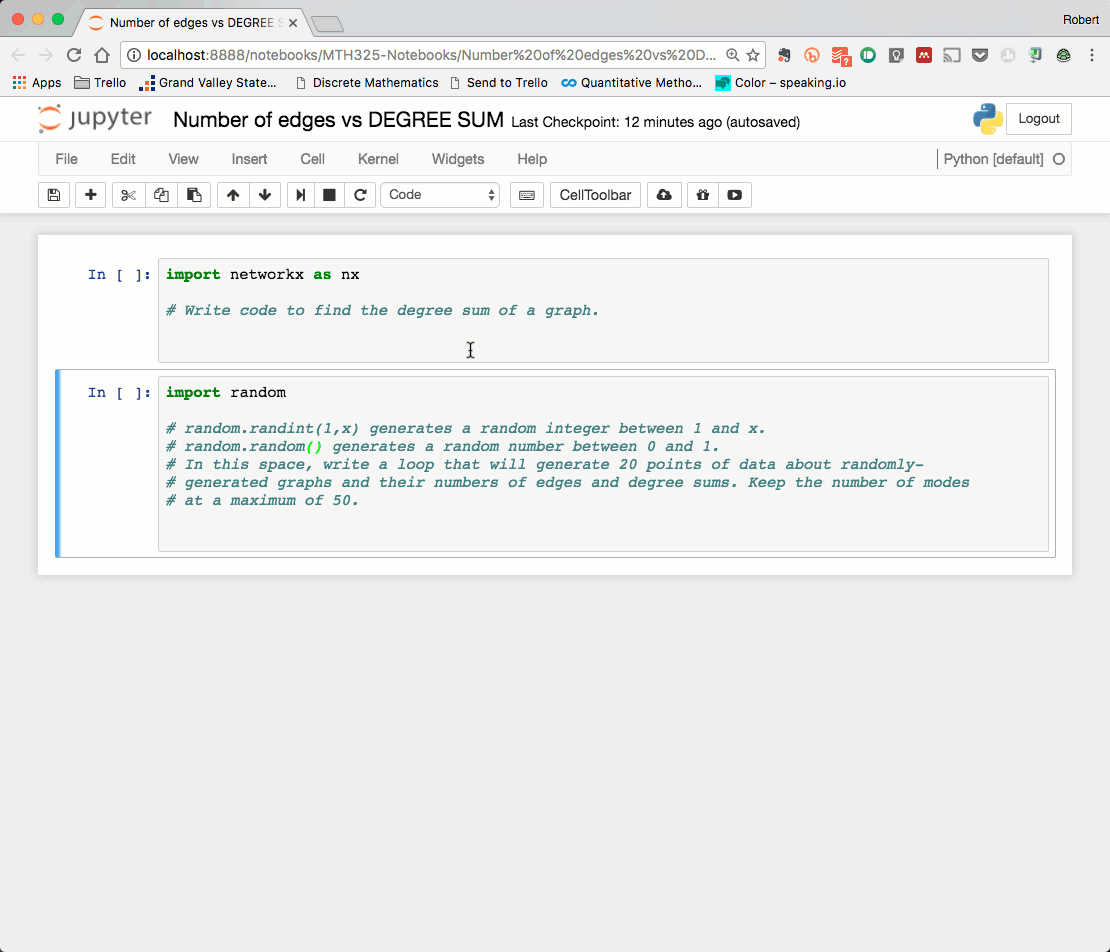 Number of edges vs DEGREE S
Robert
localhost:8888/notebooks/MTH325-Notebooks/Number%20of%20edges%20vs%20D...
Apps Trello Grand Valley State... Discrete Mathematics Send to Trello Quantitative Metho... Color – speaking.io
jupyter Number of edges vs DEGREE SUM Last Checkpoint: 12 minutes ago (autosaved) Logout
File Edit View Insert Cell Kernel Widgets Help Python [default]
Code CellToolbar
In [ ]: import networkx as nx
# Write code to find the degree sum of a graph.
In [ ]: import random
# random.randint(1,x) generates a random integer between 1 and x.
# random.random() generates a random number between 0 and 1.
# In this space, write a loop that will generate 20 points of data about randomly-
# generated graphs and their numbers of edges and degree sums. Keep the number of modes
# at a maximum of 50.